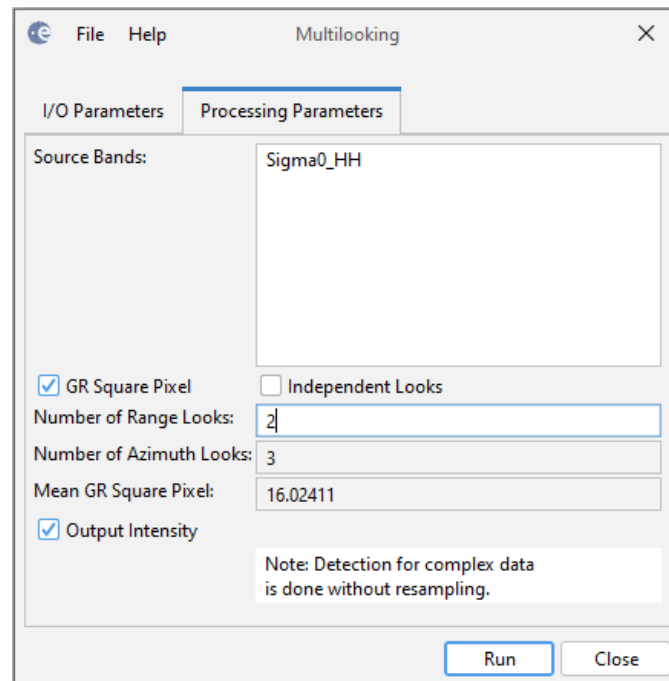 File Help Multilooking
I/O Parameters Processing Parameters
Source Bands: Sigma0_HH
GR Square Pixel Independent Looks
Number of Range Looks: 2
Number of Azimuth Looks: 3
Mean GR Square Pixel: 16.02411
Output Intensity
Note: Detection for complex data
is done without resampling.
Run Close